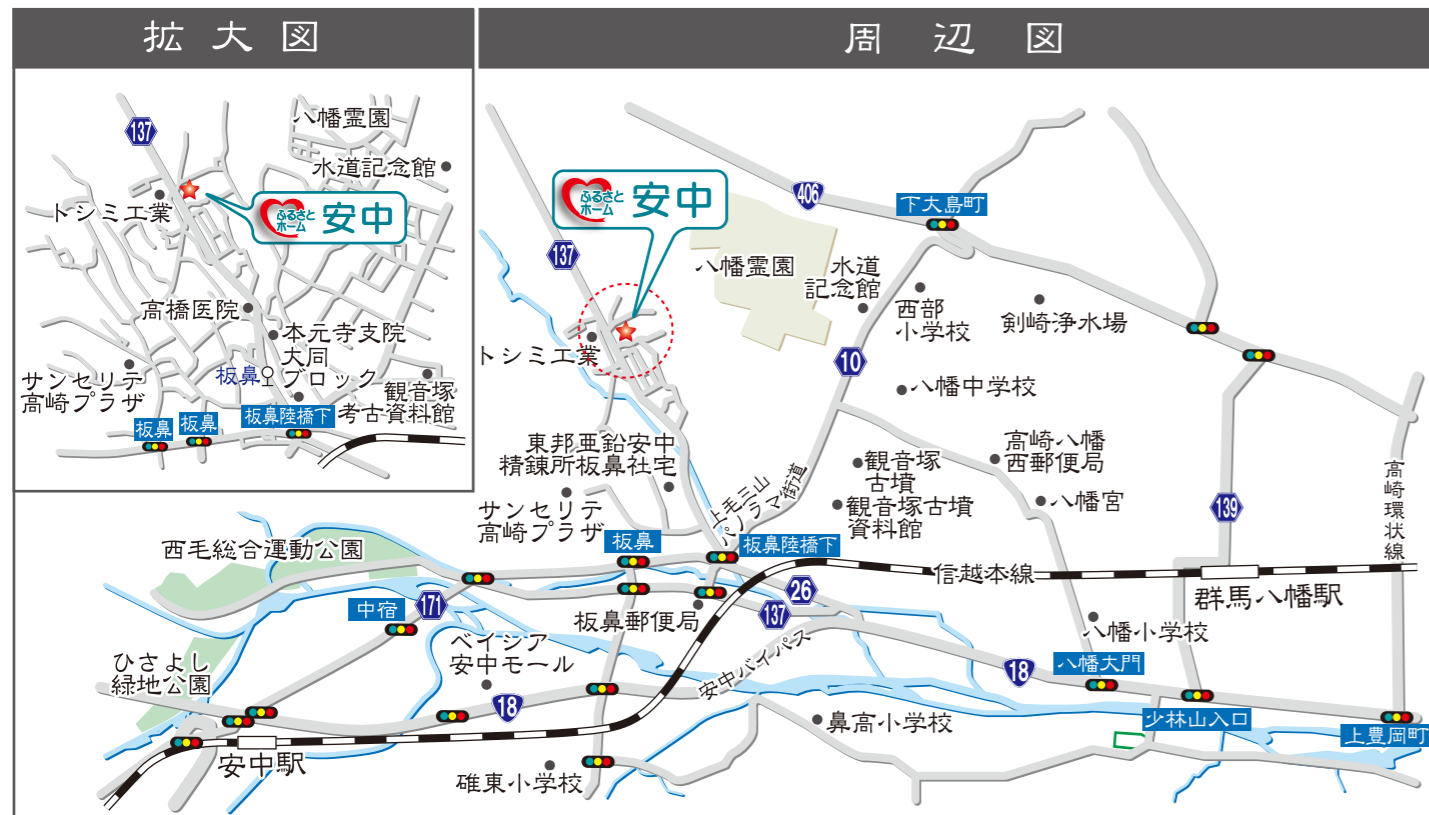 拡大図
八幡霊園
137
水道記念館
トシミ工業
ふるさと
ホーム
安中
高橋医院
本元寺支院
大同
ブロック
板鼻
サンセリテ
高崎プラザ
観音塚
考古資料館
板鼻
板鼻
板鼻陸橋下
周辺図
406
下大島町
ふるさと
ホーム
安中
137
八幡霊園
水道
記念館
西部
小学校
剣崎浄水場
トシミ工業
10
八幡中学校
東邦亜鉛安中
精錬所板鼻社宅
高崎八幡
西郵便局
観音塚
古墳
観音塚古墳
資料館
八幡宮
139
高崎環状線
サンセリテ
高崎プラザ
上毛三山
パノラマ街道
西毛総合運動公園
板鼻
板鼻陸橋下
信越本線
群馬八幡駅
中宿
171
26
137
板鼻郵便局
八幡小学校
ベイシア
安中モール
安中バイパス
ひさよし
緑地公園
18
18
八幡大門
鼻高小学校
少林山入口
上豊岡町
安中駅
碓東小学校